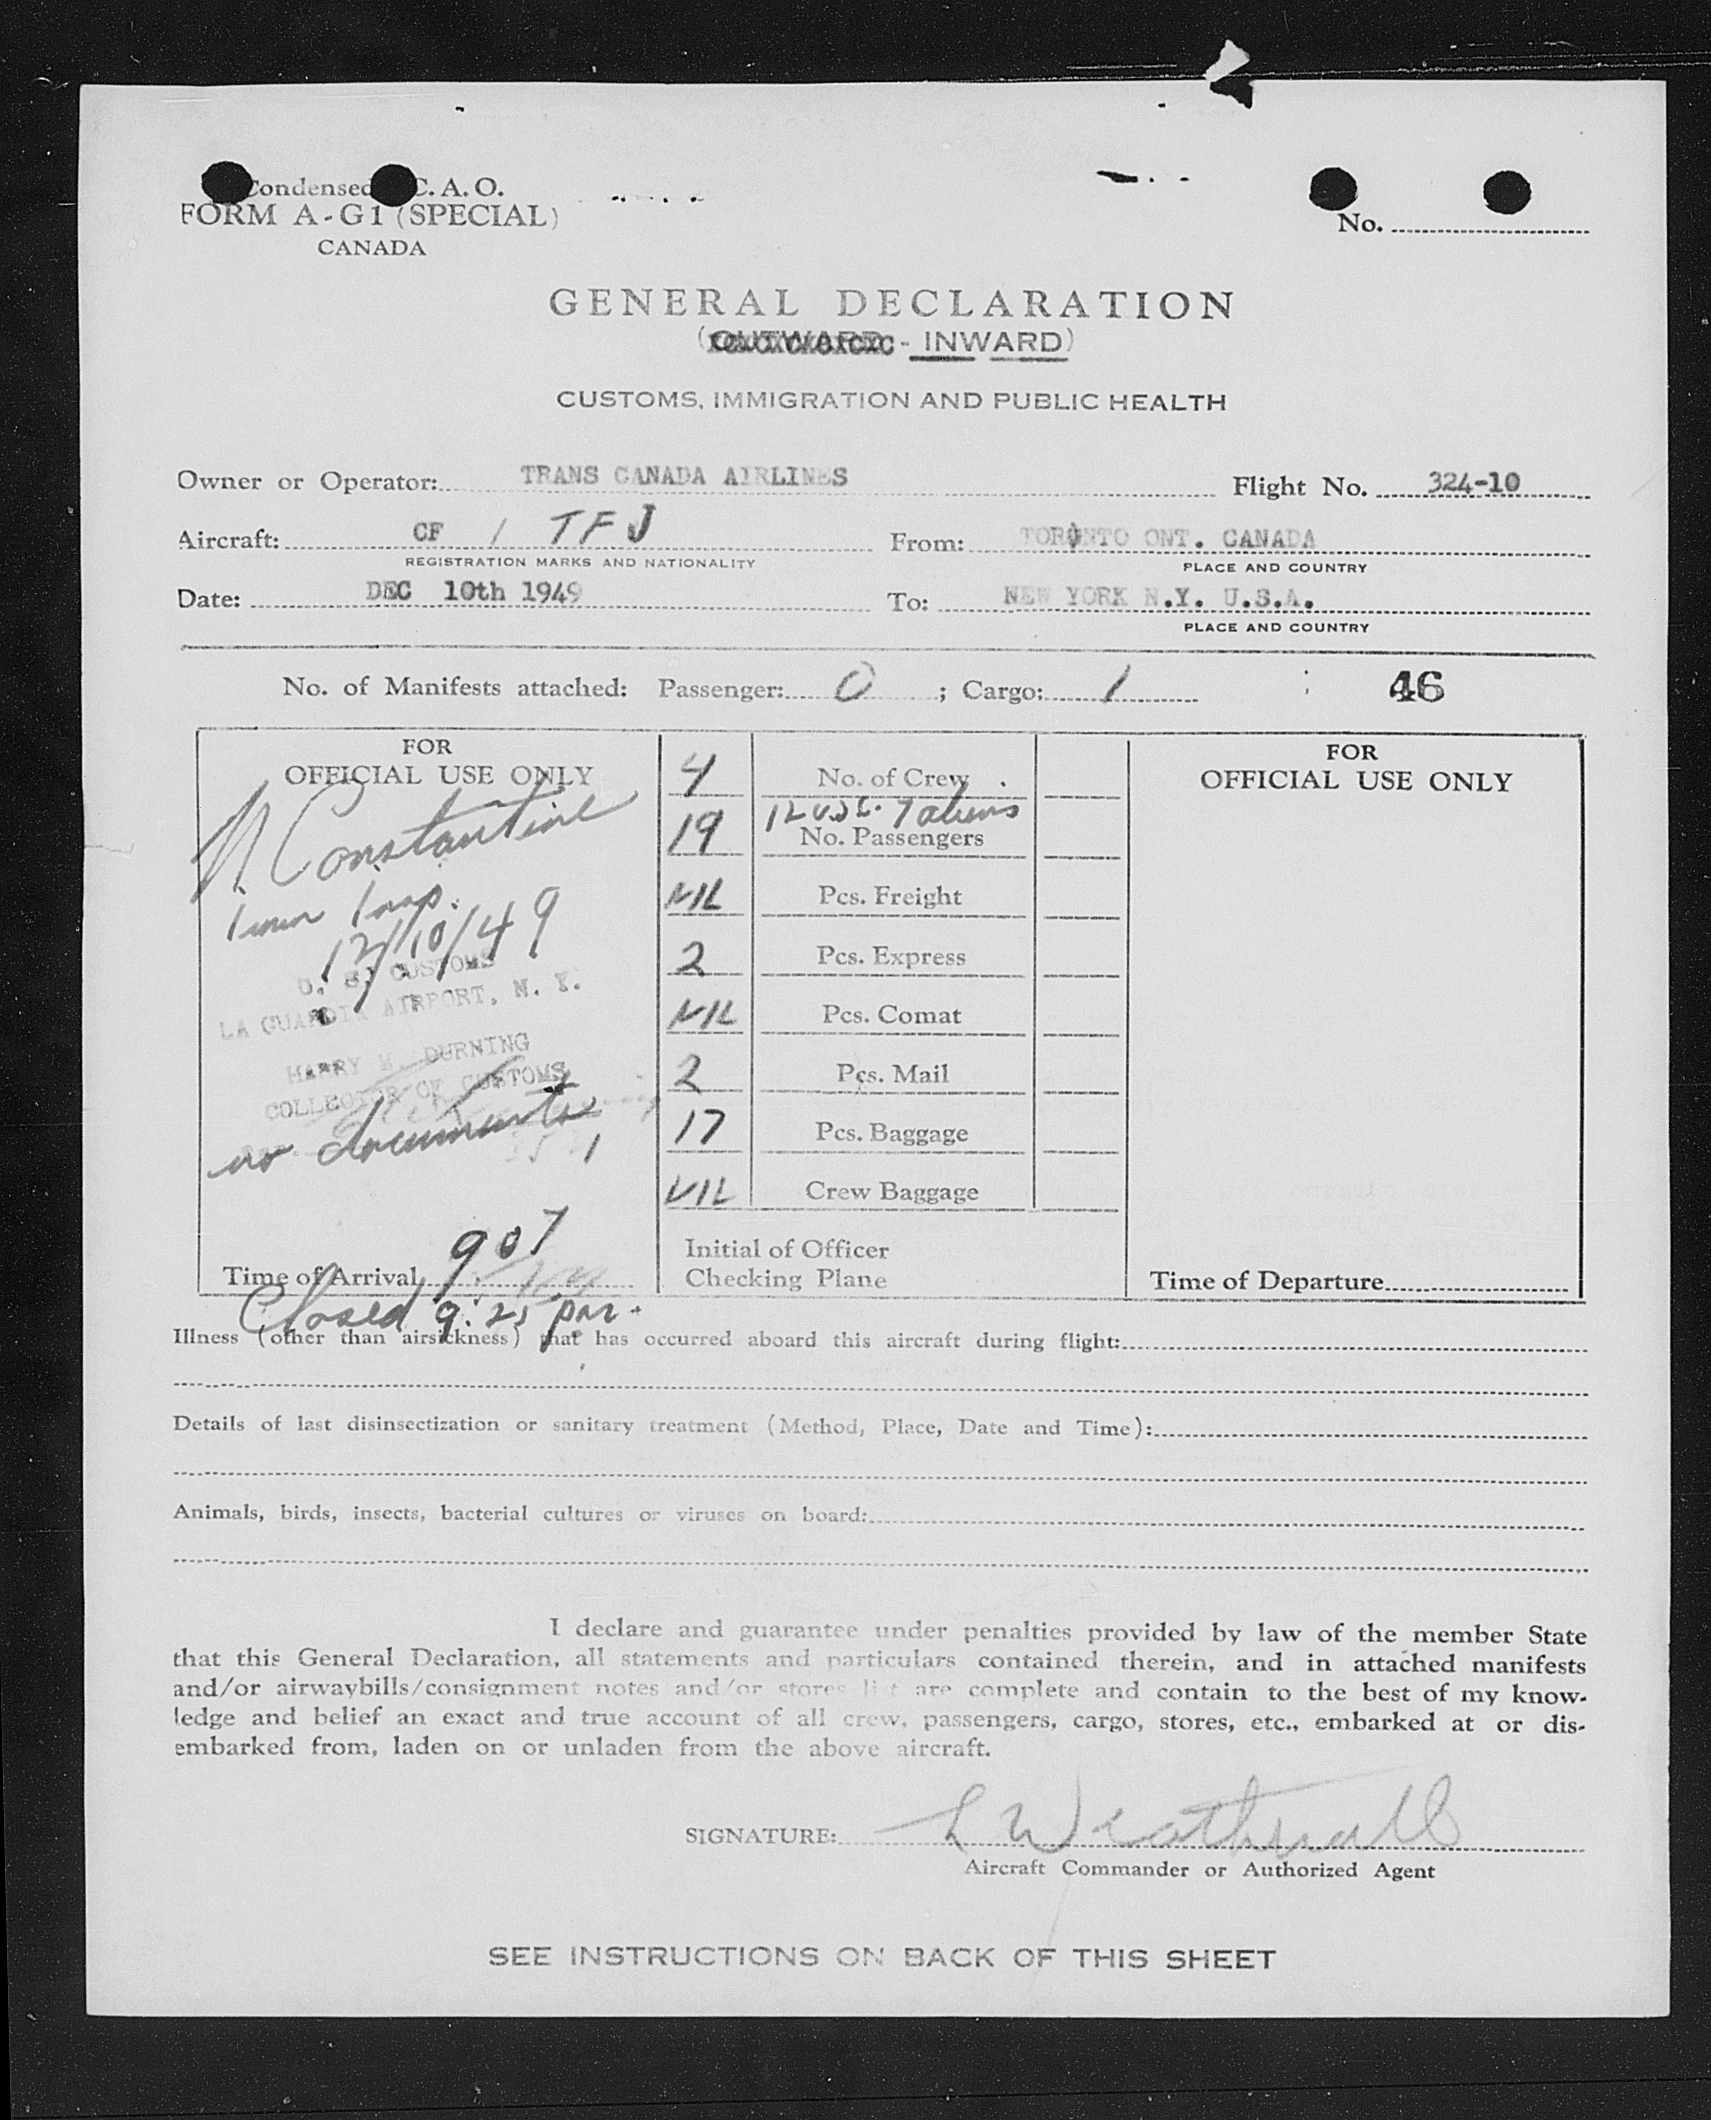 Condensed C. A. O.
FORM A-G1 (SPECIAL)
CANADA
No.
GENERAL DECLARATION
(OUTWARD - INWARD)
CUSTOMS, IMMIGRATION AND PUBLIC HEALTH
Owner or Operator: TRANS CANADA AIRLINES Flight No. 324-10
Aircraft: CF / TFJ From: TORONTO ONT. CANADA
REGISTRATION MARKS AND NATIONALITY PLACE AND COUNTRY
Date: DEC 10th 1949 To: NEW YORK N.Y. U.S.A.
PLACE AND COUNTRY
No. of Manifests attached: Passenger: 0 ; Cargo: 1 46
FOR
OFFICIAL USE ONLY
N Constantine
Imm Insp.
12/10/49
U. S. CUSTOMS
LA GUARDIA AIRPORT, N. Y.
HARRY M. DURNING
COLLECTOR OF CUSTOMS
no documents
Time of Arrival 907
Closed 9:25 pm.
4 No. of Crew
12 USC. 7 aliens
19 No. Passengers
NIL Pcs. Freight
2 Pcs. Express
NIL Pcs. Comat
2 Pcs. Mail
17 Pcs. Baggage
NIL Crew Baggage
Initial of Officer
Checking Plane
FOR
OFFICIAL USE ONLY
Time of Departure
Illness (other than airsickness) that has occurred aboard this aircraft during flight:
Details of last disinsectization or sanitary treatment (Method, Place, Date and Time):
Animals, birds, insects, bacterial cultures or viruses on board:
I declare and guarantee under penalties provided by law of the member State
that this General Declaration, all statements and particulars contained therein, and in attached manifests
and/or airwaybills/consignment notes and/or stores list are complete and contain to the best of my know-
ledge and belief an exact and true account of all crew, passengers, cargo, stores, etc., embarked at or dis-
embarked from, laden on or unladen from the above aircraft.
SIGNATURE: L Weatherall
Aircraft Commander or Authorized Agent
SEE INSTRUCTIONS ON BACK OF THIS SHEET